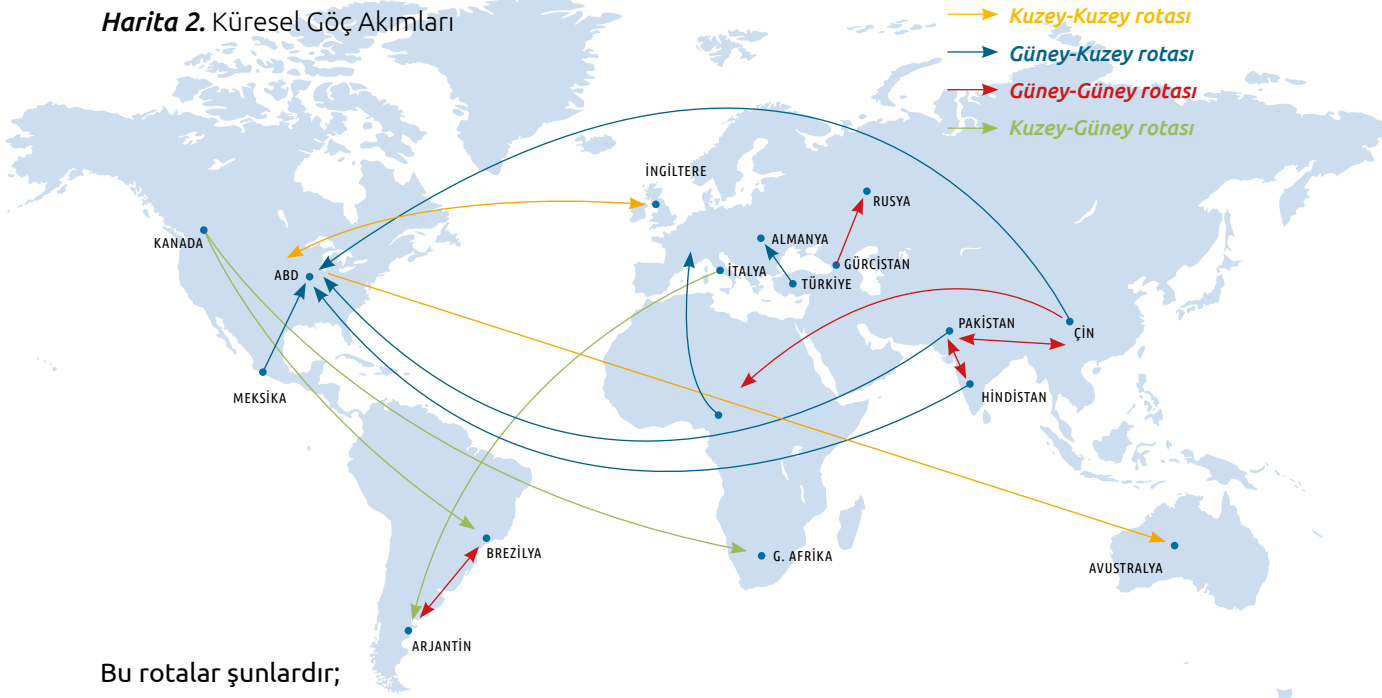 Harita 2. Küresel Göç Akımları
Kuzey-Kuzey rotası
Güney-Kuzey rotası
Güney-Güney rotası
Kuzey-Güney rotası
İNGİLTERE
RUSYA
KANADA
ALMANYA
ABD
İTALYA
GÜRCİSTAN
TÜRKİYE
PAKİSTAN
ÇİN
MEKSİKA
HİNDİSTAN
BREZİLYA
G. AFRİKA
AVUSTRALYA
ARJANTİN
Bu rotalar şunlardır;